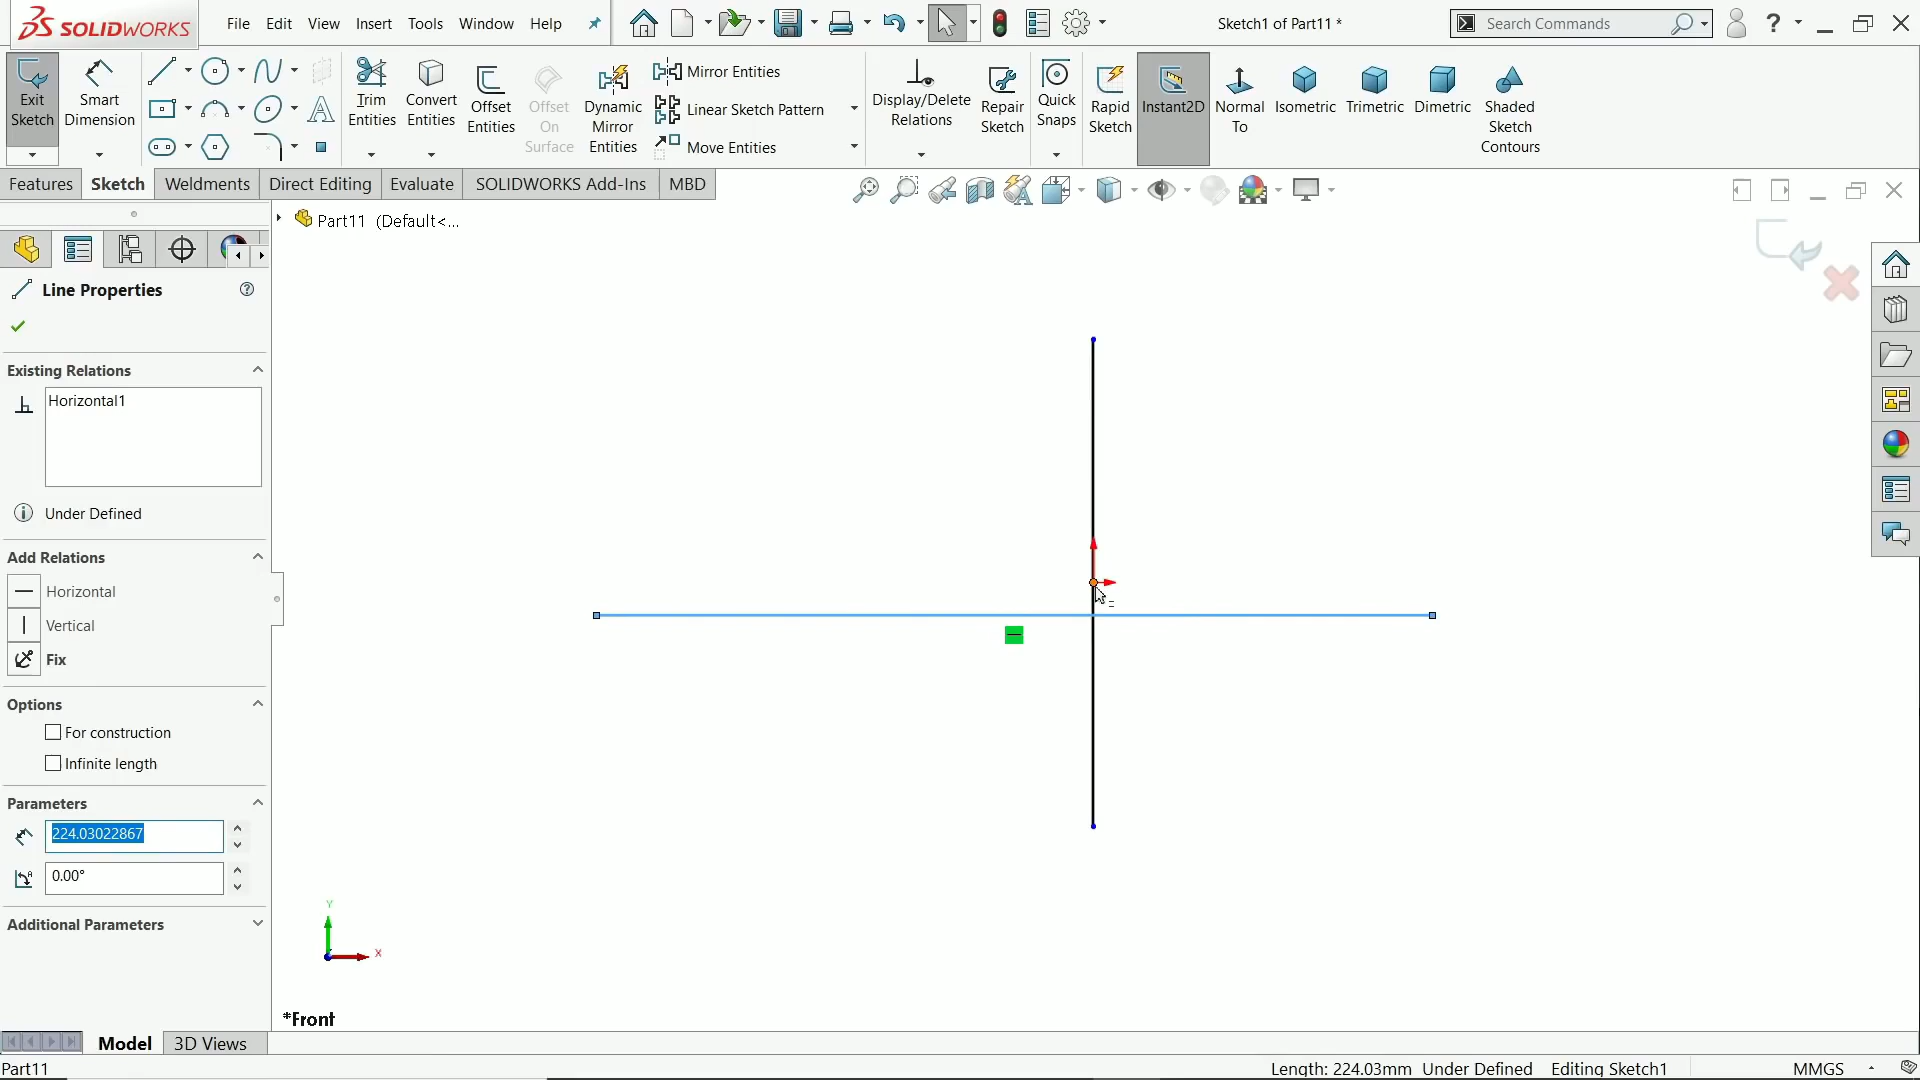 SOLIDWORKS
File Edit View Insert Tools Window Help
Sketch1 of Part11 *
Search Commands
Exit Sketch
Smart Dimension
Trim Entities
Convert Entities
Offset Entities
Offset On Surface
Dynamic Mirror Entities
Mirror Entities
Linear Sketch Pattern
Move Entities
Display/Delete Relations
Repair Sketch
Quick Snaps
Rapid Sketch
Instant2D
Normal To
Isometric
Trimetric
Dimetric
Shaded Sketch Contours
Features Sketch Weldments Direct Editing Evaluate SOLIDWORKS Add-Ins MBD
Part11 (Default<...
Line Properties
Existing Relations
Horizontal1
Under Defined
Add Relations
Horizontal
Vertical
Fix
Options
For construction
Infinite length
Parameters
224.03022867
0.00°
Additional Parameters
Y
X
*Front
Model 3D Views
Part11 Length: 224.03mm Under Defined Editing Sketch1 MMGS